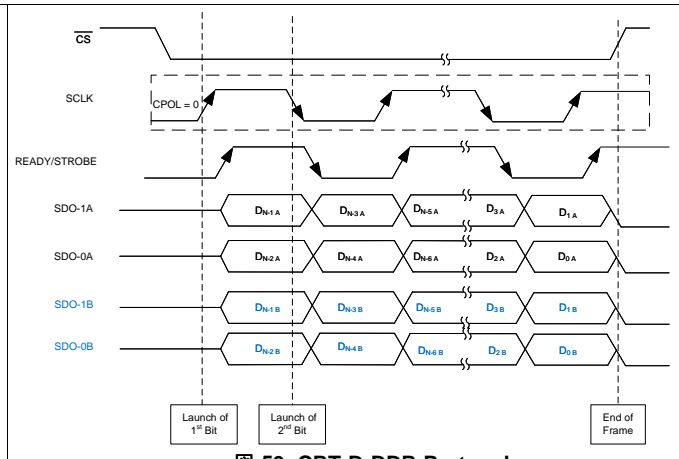 CS
SCLK
CPOL = 0
READY/STROBE
SDO-1A
DN-1 A DN-3 A DN-5 A D3 A D1 A
SDO-0A
DN-2 A DN-4 A DN-6 A D2 A D0 A
SDO-1B
DN-1 B DN-3 B DN-5 B D3 B D1 B
SDO-0B
DN-2 B DN-4 B DN-6 B D2 B D0 B
Launch of
1st Bit
Launch of
2nd Bit
End of
Frame